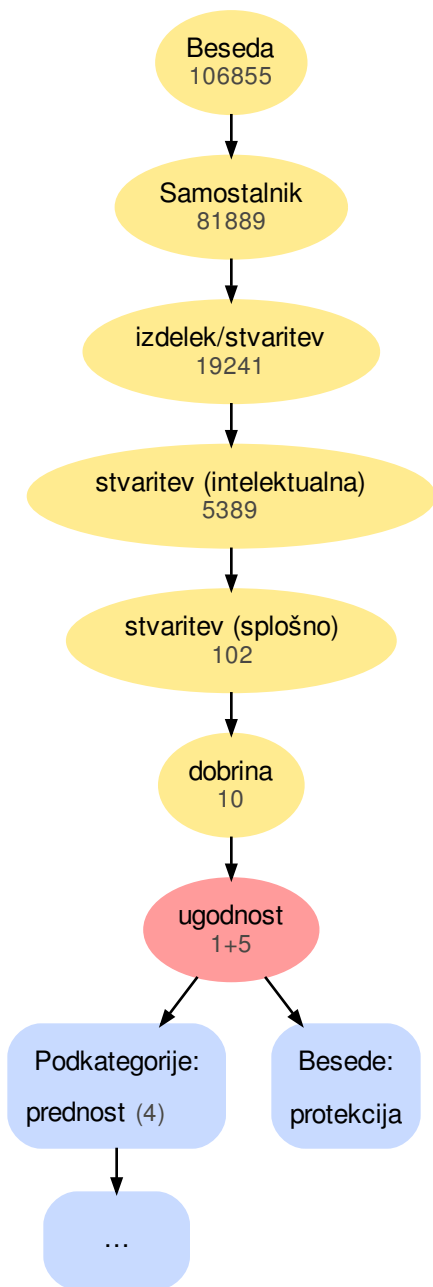 Beseda
106855
Samostalnik
81889
izdelek/stvaritev
19241
stvaritev (intelektualna)
5389
stvaritev (splošno)
102
dobrina
10
ugodnost
1+5
Podkategorije:
prednost (4)
Besede:
protekcija
…